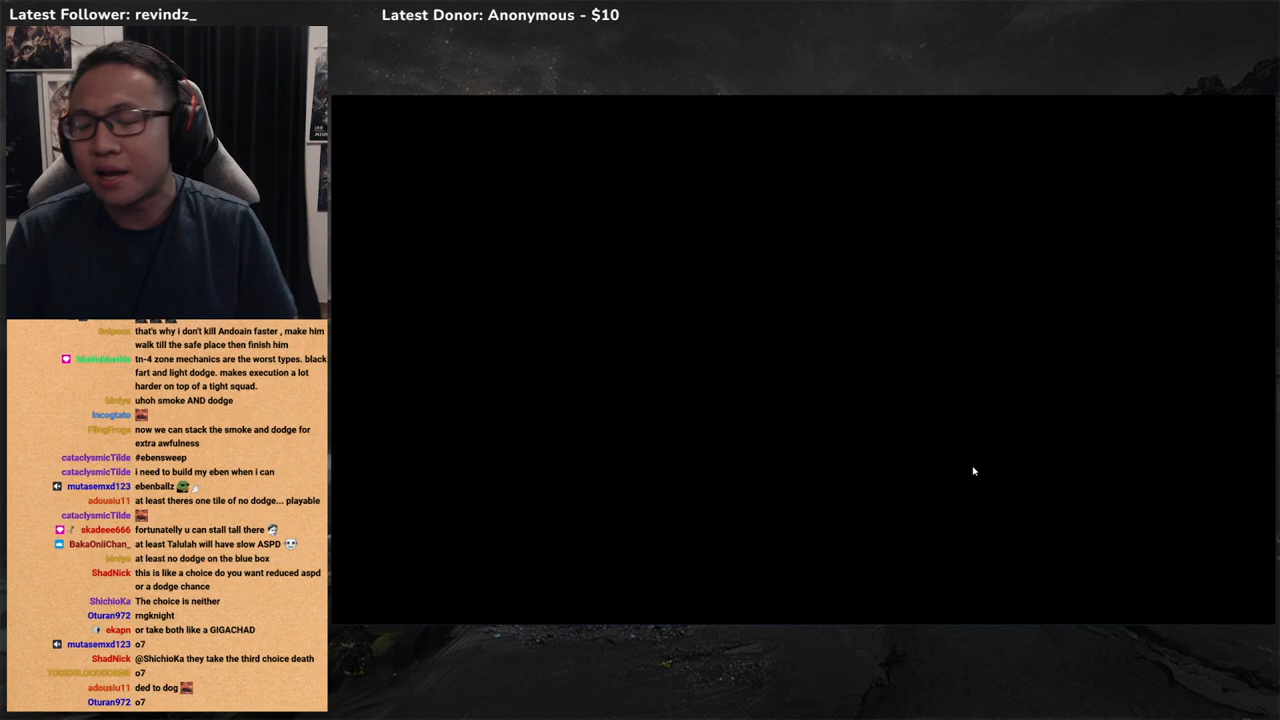 Latest Follower: revindz_
Latest Donor: Anonymous - $10
that's why i don't kill Andoain faster , make him
walk till the safe place then finish him
tn-4 zone mechanics are the worst types. black
fart and light dodge. makes execution a lot
harder on top of a tight squad.
birdyo uhoh smoke AND dodge
Incogtato
FlingFrogs now we can stack the smoke and dodge for
extra awfulness
cataclysmicTilde #ebensweep
cataclysmicTilde i need to build my eben when i can
mutasemxd123 ebenballz
adousiu11 at least theres one tile of no dodge... playable
cataclysmicTilde
skadeee666 fortunatelly u can stall tall there
BakaOniiChan_ at least Talulah will have slow ASPD
birdyo at least no dodge on the blue box
ShadNick this is like a choice do you want reduced aspd
or a dodge chance
ShichioKa The choice is neither
Oturan972 rngknight
ekapn or take both like a GIGACHAD
mutasemxd123 o7
ShadNick @ShichioKa they take the third choice death
o7
adousiu11 ded to dog
Oturan972 o7